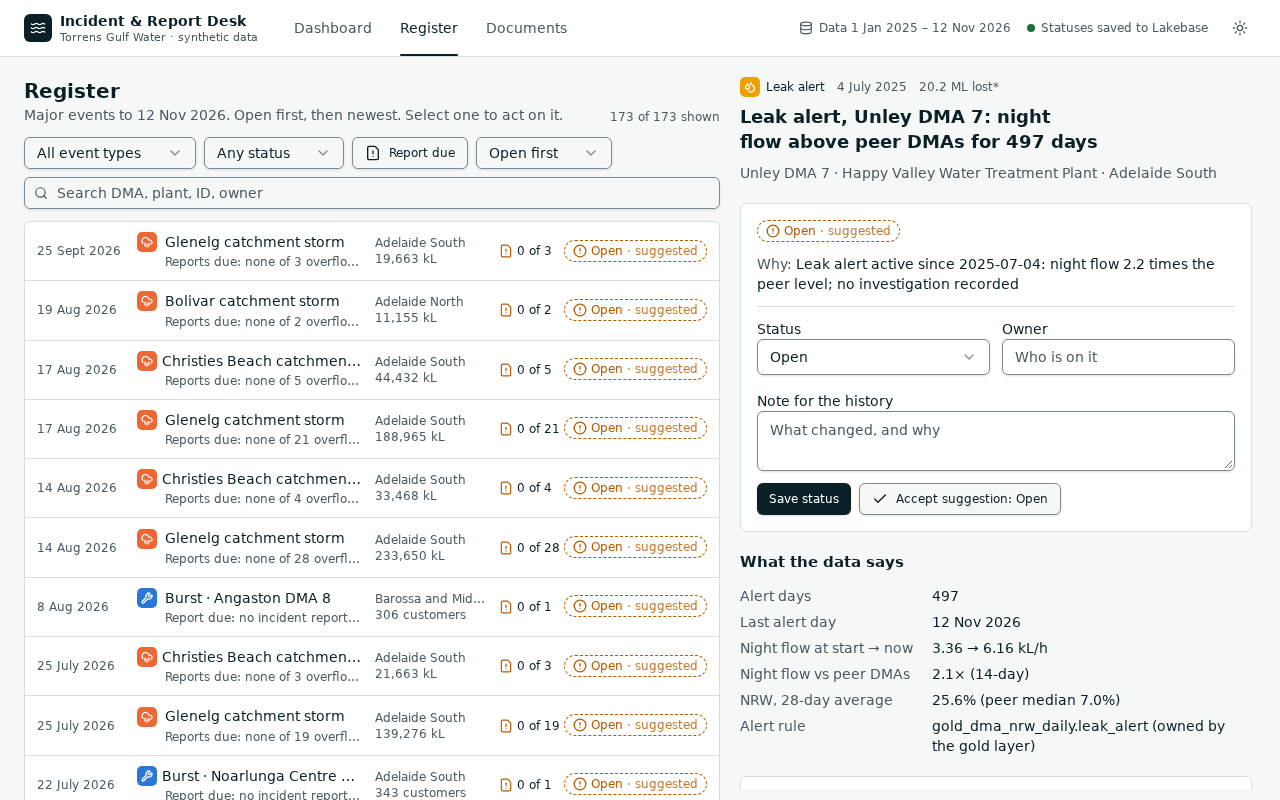 Incident & Report Desk
Torrens Gulf Water · synthetic data
Dashboard
Register
Documents
Data 1 Jan 2025 – 12 Nov 2026
Statuses saved to Lakebase
Register
Major events to 12 Nov 2026. Open first, then newest. Select one to act on it.
173 of 173 shown
All event types
Any status
Report due
Open first
Search DMA, plant, ID, owner
25 Sept 2026
Glenelg catchment storm
Reports due: none of 3 overflo…
Adelaide South
19,663 kL
0 of 3
Open · suggested
19 Aug 2026
Bolivar catchment storm
Reports due: none of 2 overflo…
Adelaide North
11,155 kL
0 of 2
Open · suggested
17 Aug 2026
Christies Beach catchmen…
Reports due: none of 5 overflo…
Adelaide South
44,432 kL
0 of 5
Open · suggested
17 Aug 2026
Glenelg catchment storm
Reports due: none of 21 overfl…
Adelaide South
188,965 kL
0 of 21
Open · suggested
14 Aug 2026
Christies Beach catchmen…
Reports due: none of 4 overflo…
Adelaide South
33,468 kL
0 of 4
Open · suggested
14 Aug 2026
Glenelg catchment storm
Reports due: none of 28 overfl…
Adelaide South
233,650 kL
0 of 28
Open · suggested
8 Aug 2026
Burst · Angaston DMA 8
Report due: no incident report…
Barossa and Mid…
306 customers
0 of 1
Open · suggested
25 July 2026
Christies Beach catchmen…
Reports due: none of 3 overflo…
Adelaide South
21,663 kL
0 of 3
Open · suggested
25 July 2026
Glenelg catchment storm
Reports due: none of 19 overfl…
Adelaide South
139,276 kL
0 of 19
Open · suggested
22 July 2026
Burst · Noarlunga Centre …
Report due: no incident report…
Adelaide South
343 customers
0 of 1
Open · suggested
Leak alert
4 July 2025
20.2 ML lost*
Leak alert, Unley DMA 7: night
flow above peer DMAs for 497 days
Unley DMA 7 · Happy Valley Water Treatment Plant · Adelaide South
Open · suggested
Why: Leak alert active since 2025-07-04: night flow 2.2 times the
peer level; no investigation recorded
Status
Owner
Open
Who is on it
Note for the history
What changed, and why
Save status
Accept suggestion: Open
What the data says
Alert days
497
Last alert day
12 Nov 2026
Night flow at start → now
3.36 → 6.16 kL/h
Night flow vs peer DMAs
2.1× (14-day)
NRW, 28-day average
25.6% (peer median 7.0%)
Alert rule
gold_dma_nrw_daily.leak_alert (owned by
the gold layer)